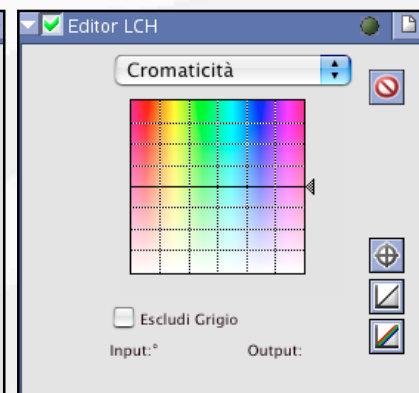 Editor LCH
Cromaticità
Escludi Grigio
Input:°
Output: